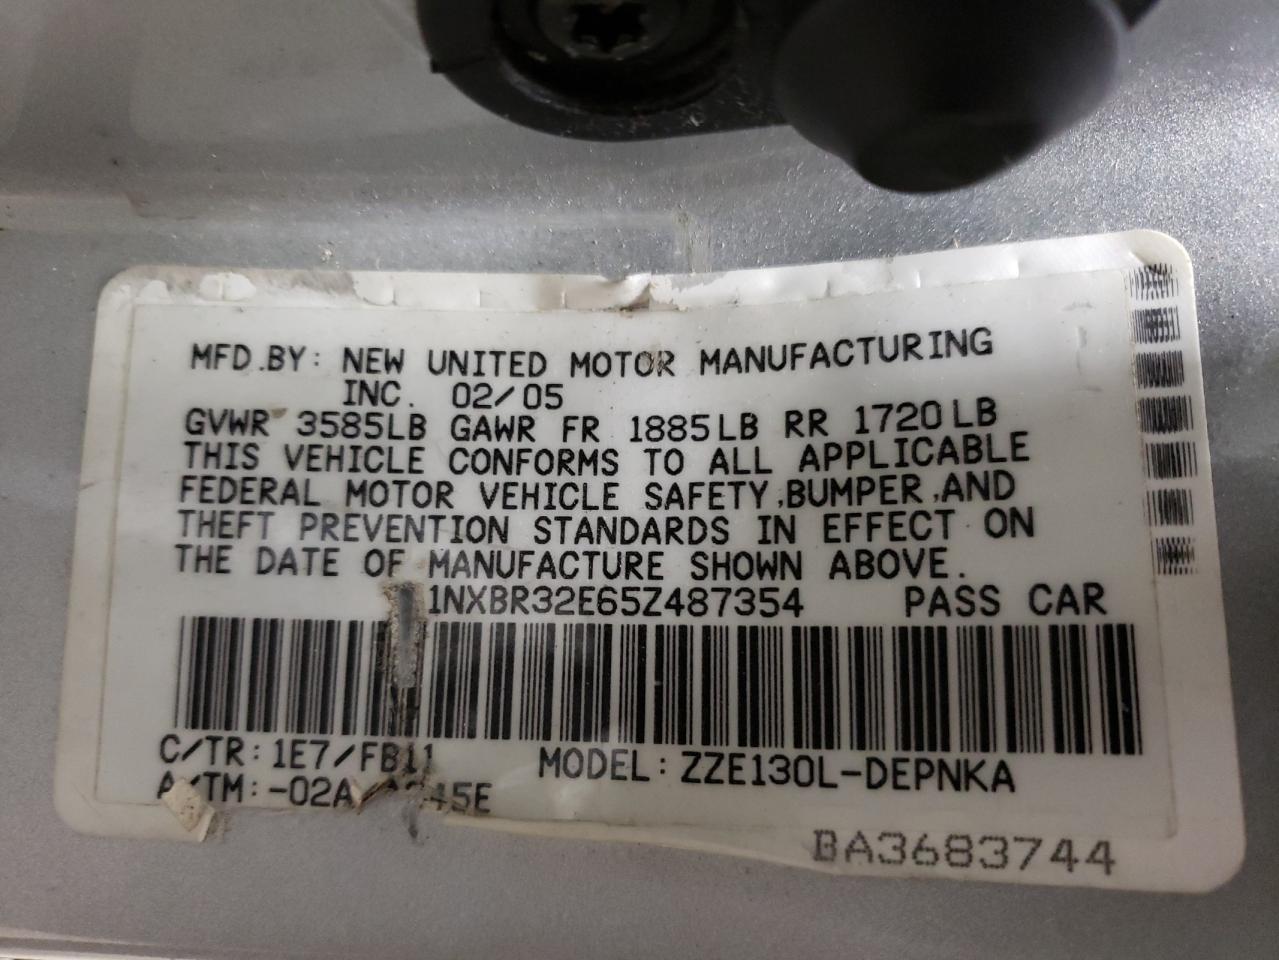 MFD.BY: NEW UNITED MOTOR MANUFACTURING
INC. 02/05
GVWR 3585LB GAWR FR 1885LB RR 1720LB
THIS VEHICLE CONFORMS TO ALL APPLICABLE
FEDERAL MOTOR VEHICLE SAFETY,BUMPER,AND
THEFT PREVENTION STANDARDS IN EFFECT ON
THE DATE OF MANUFACTURE SHOWN ABOVE.
1NXBR32E65Z487354 PASS CAR
C/TR: 1E7/FB11 MODEL: ZZE130L-DEPNKA
A/TM:
BA3683744